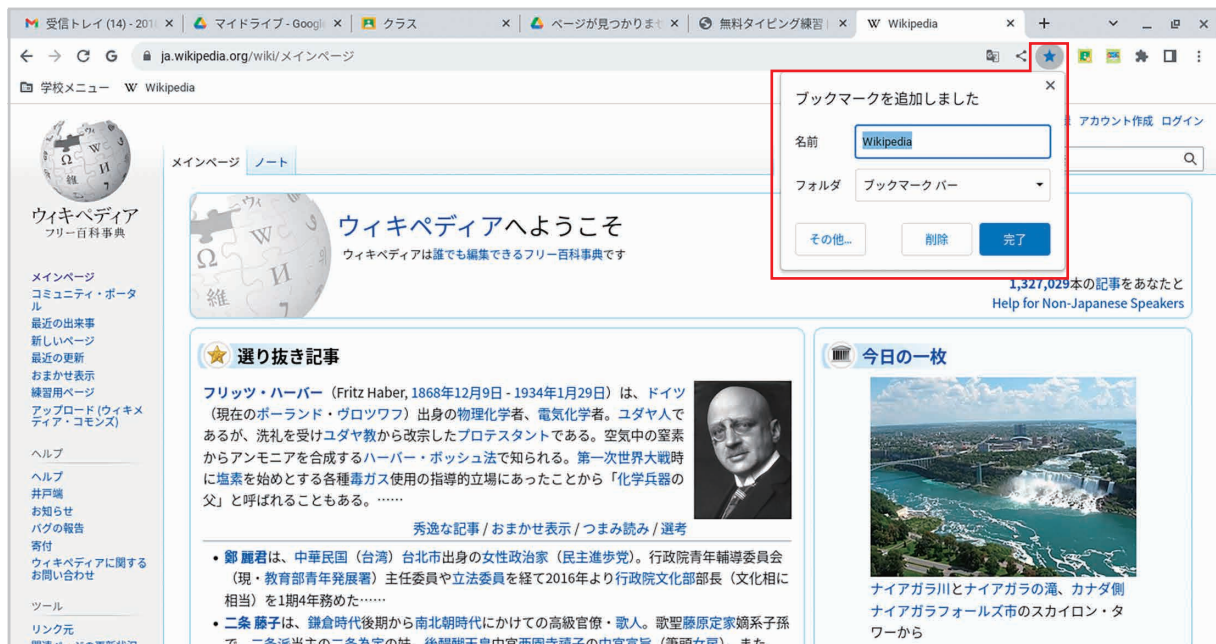 受信トレイ (14) - 201
マイドライブ - Googl
クラス
ページが見つかりませ
無料タイピング練習 |
Wikipedia
ja.wikipedia.org/wiki/メインページ
学校メニュー W Wikipedia
ブックマークを追加しました
名前 Wikipedia
フォルダ ブックマーク バー
その他... 削除 完了
アカウント作成 ログイン
メインページ ノート
ウィキペディア
フリー百科事典
メインページ
コミュニティ・ポータ
ル
最近の出来事
新しいページ
最近の更新
おまかせ表示
練習用ページ
アップロード (ウィキメ
ディア・コモンズ)
ヘルプ
ヘルプ
井戸端
お知らせ
バグの報告
寄付
ウィキペディアに関する
お問い合わせ
ツール
リンク元
ウィキペディアへようこそ
ウィキペディアは誰でも編集できるフリー百科事典です
1,327,029本の記事をあなたと
Help for Non-Japanese Speakers
選り抜き記事
フリッツ・ハーバー（Fritz Haber, 1868年12月9日 - 1934年1月29日）は、ドイツ
（現在のポーランド・ヴロツワフ）出身の物理化学者、電気化学者。ユダヤ人で
あるが、洗礼を受けユダヤ教から改宗したプロテスタントである。空気中の窒素
からアンモニアを合成するハーバー・ボッシュ法で知られる。第一次世界大戦時
に塩素を始めとする各種毒ガス使用の指導的立場にあったことから「化学兵器の
父」と呼ばれることもある。……
秀逸な記事 / おまかせ表示 / つまみ読み / 選考
• 鄭麗君は、中華民国（台湾）台北市出身の女性政治家（民主進歩党）。行政院青年輔導委員会
（現・教育部青年発展署）主任委員や立法委員を経て2016年より行政院文化部部長（文化相に
相当）を1期4年務めた……
• 二条藤子は、鎌倉時代後期から南北朝時代にかけての高級官僚・歌人。歌聖藤原定家嫡系子孫
今日の一枚
ナイアガラ川とナイアガラの滝、カナダ側
ナイアガラフォールズ市のスカイロン・タ
ワーから